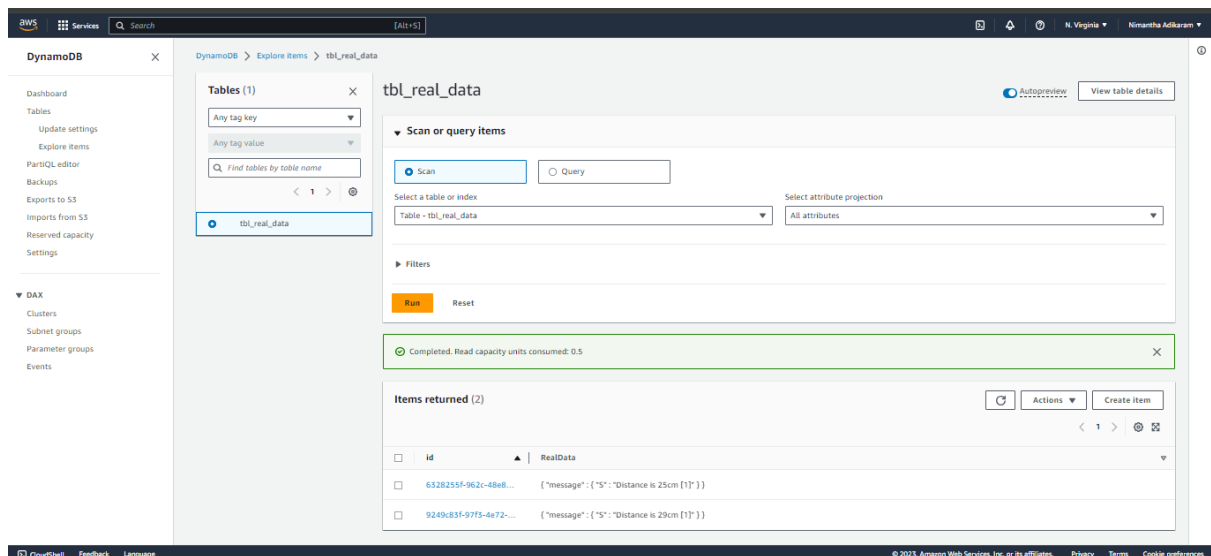 aws Services Search [Alt+S] N. Virginia Nimantha Adikaram
DynamoDB
Dashboard
Tables
Update settings
Explore items
PartiQL editor
Backups
Exports to S3
Imports from S3
Reserved capacity
Settings
DAX
Clusters
Subnet groups
Parameter groups
Events
DynamoDB > Explore items > tbl_real_data
Tables (1)
Any tag key
Any tag value
Find tables by table name
1
tbl_real_data
tbl_real_data
Autopreview View table details
Scan or query items
Scan Query
Select a table or index Select attribute projection
Table - tbl_real_data All attributes
Filters
Run Reset
Completed. Read capacity units consumed: 0.5
Items returned (2)
Actions Create item
1
id RealData
6328255f-962c-48e8... { "message" : { "S" : "Distance is 25cm [1]" } }
9249c83f-97f3-4e72-... { "message" : { "S" : "Distance is 29cm [1]" } }
CloudShell Feedback Language © 2023, Amazon Web Services, Inc. or its affiliates. Privacy Terms Cookie preferences